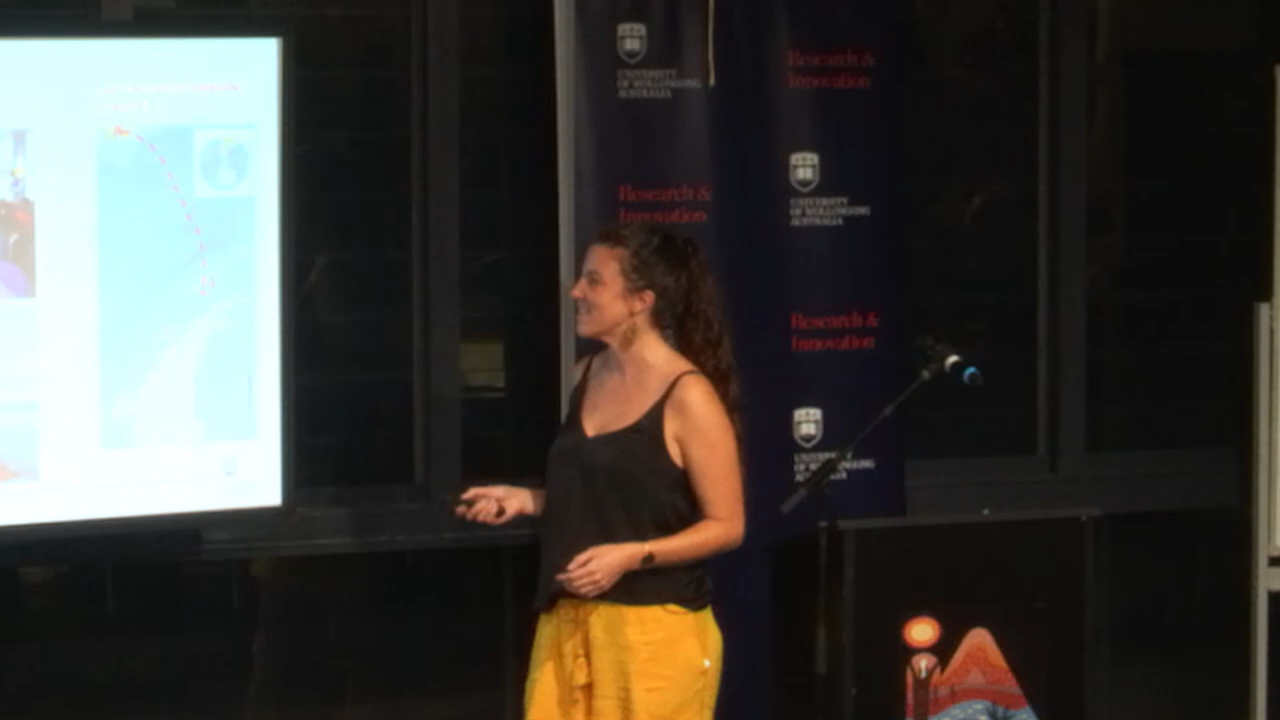 UNIVERSITY
OF WOLLONGONG
AUSTRALIA
Research &
Innovation
Research &
Innovation
UNIVERSITY
OF WOLLONGONG
AUSTRALIA
Research &
Innovation
UNIVERSITY
OF WOLLONGONG
AUSTRALIA